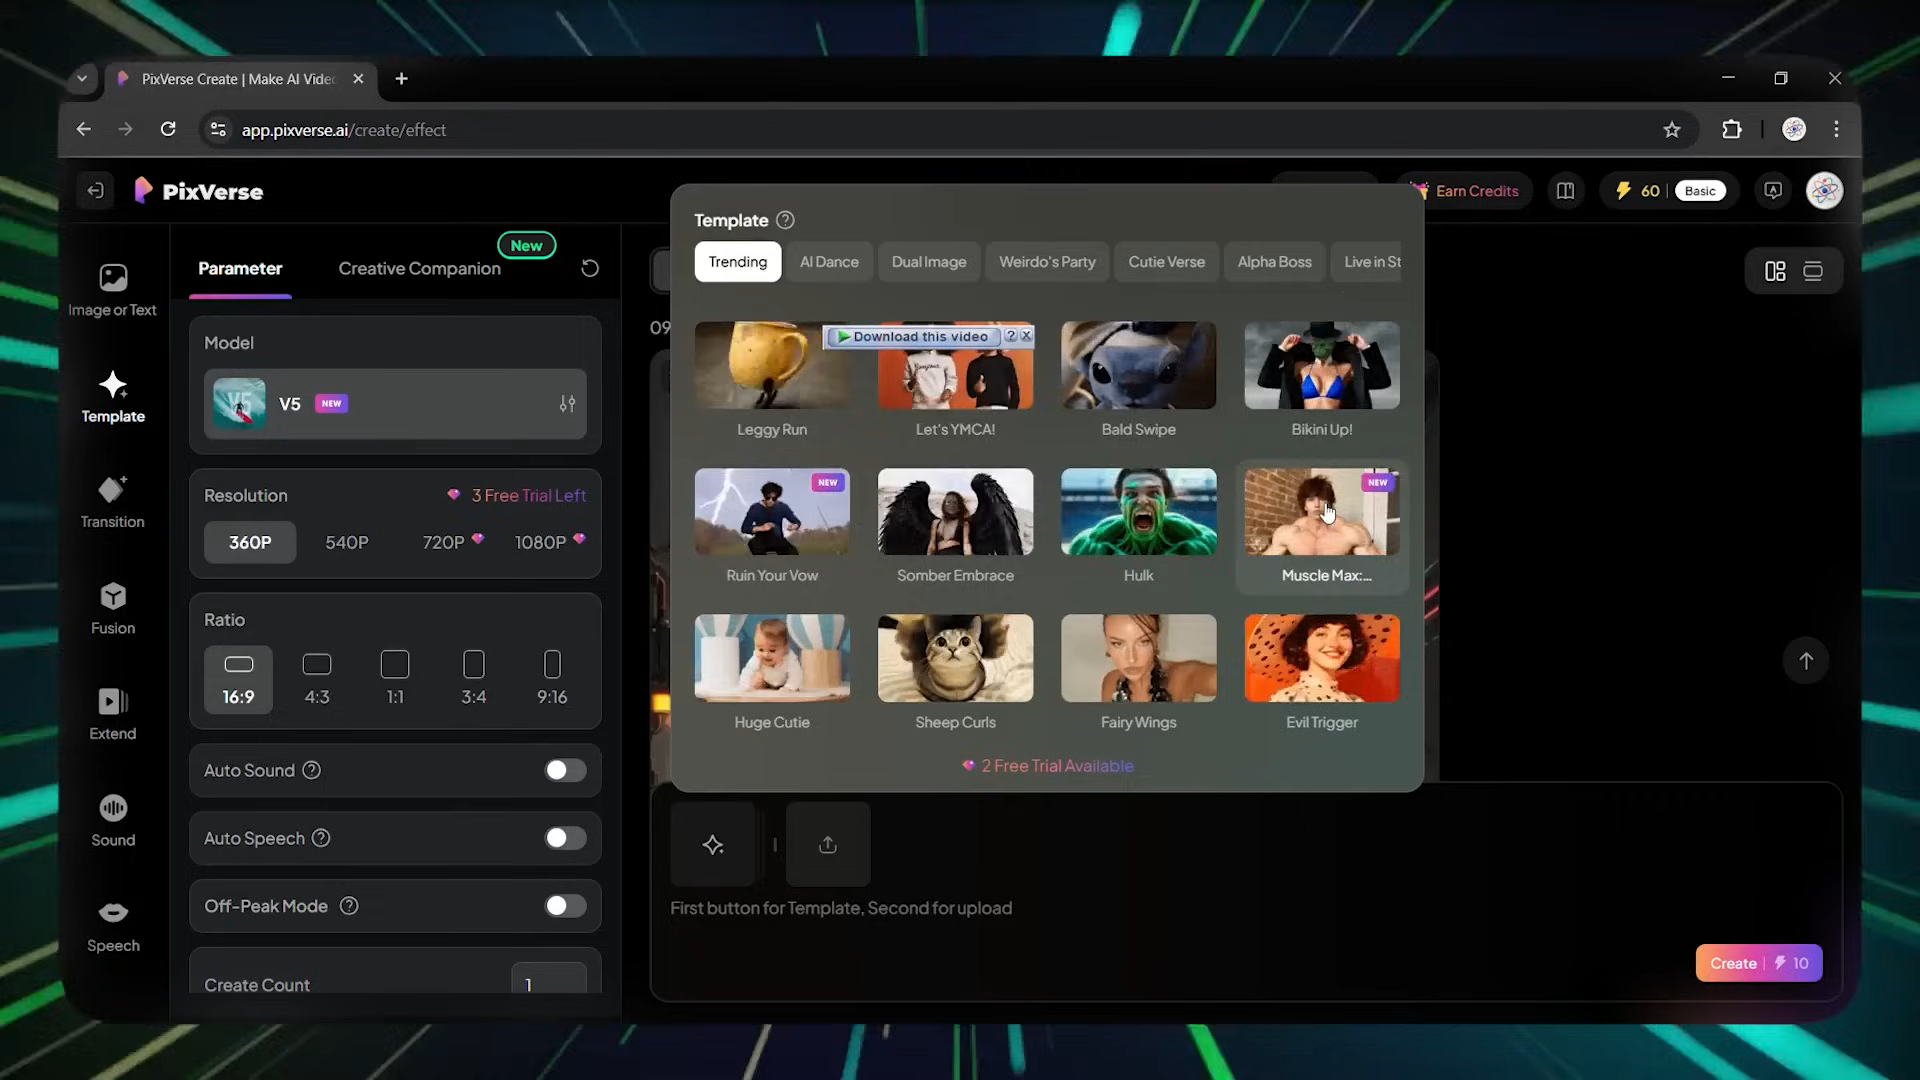 PixVerse Create | Make AI Vide
app.pixverse.ai/create/effect
PixVerse
Earn Credits
60
Basic
Image or Text
Template
Transition
Fusion
Extend
Sound
Speech
Parameter
Creative Companion
New
Model
V5
NEW
Resolution
3 Free Trial Left
360P
540P
720P
1080P
Ratio
16:9
4:3
1:1
3:4
9:16
Auto Sound
Auto Speech
Off-Peak Mode
Create Count
1
09
Template
Trending
AI Dance
Dual Image
Weirdo's Party
Cutie Verse
Alpha Boss
Live in St
Download this video
Leggy Run
Let's YMCA!
Bald Swipe
Bikini Up!
NEW
NEW
Ruin Your Vow
Somber Embrace
Hulk
Muscle Max:...
Huge Cutie
Sheep Curls
Fairy Wings
Evil Trigger
2 Free Trial Available
First button for Template, Second for upload
Create | 10